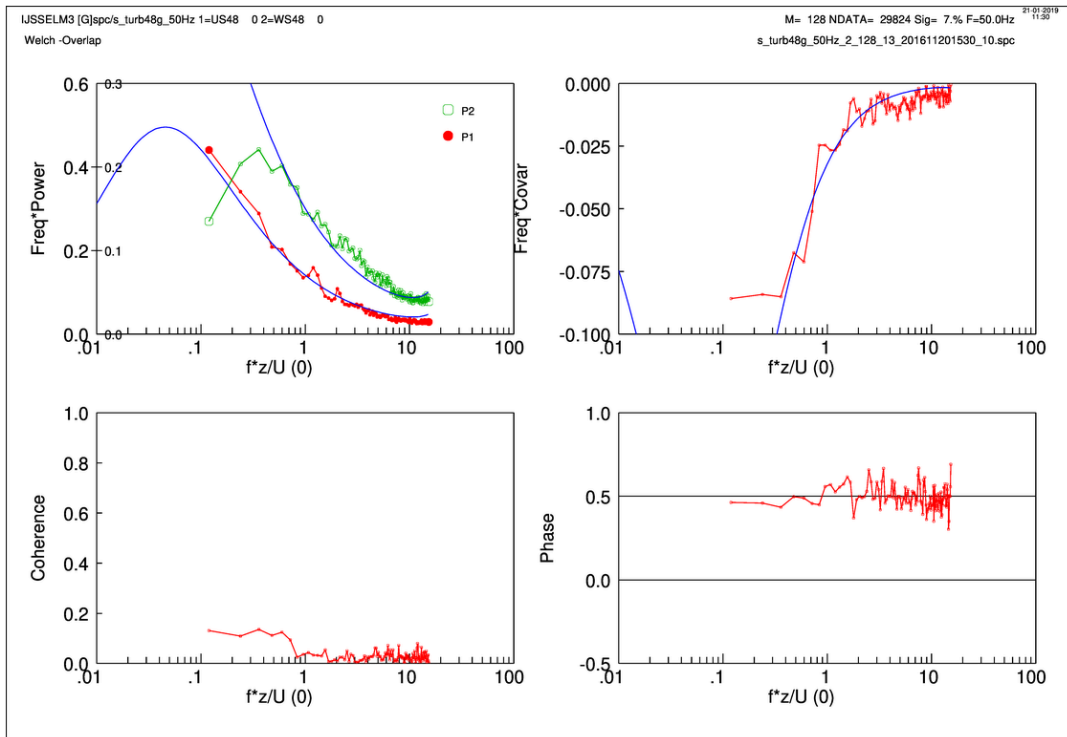 IJSSELM3 [G]spc/s_turb48g_50Hz 1=US48 0 2=WS48 0
M= 128 NDATA= 29824 Sig= 7.% F=50.0Hz
21-01-2019
11:30
Welch -Overlap
s_turb48g_50Hz_2_128_13_201611201530_10.spc
0.6
0.4
0.2
0.0
0.3
0.2
0.1
0.0
Freq*Power
P2
P1
.01 .1 1 10 100
f*z/U (0)
0.000
-0.025
-0.050
-0.075
-0.100
Freq*Covar
.01 .1 1 10 100
f*z/U (0)
1.0
0.8
0.6
0.4
0.2
0.0
Coherence
.01 .1 1 10 100
f*z/U (0)
1.0
0.5
0.0
-0.5
Phase
.01 .1 1 10 100
f*z/U (0)